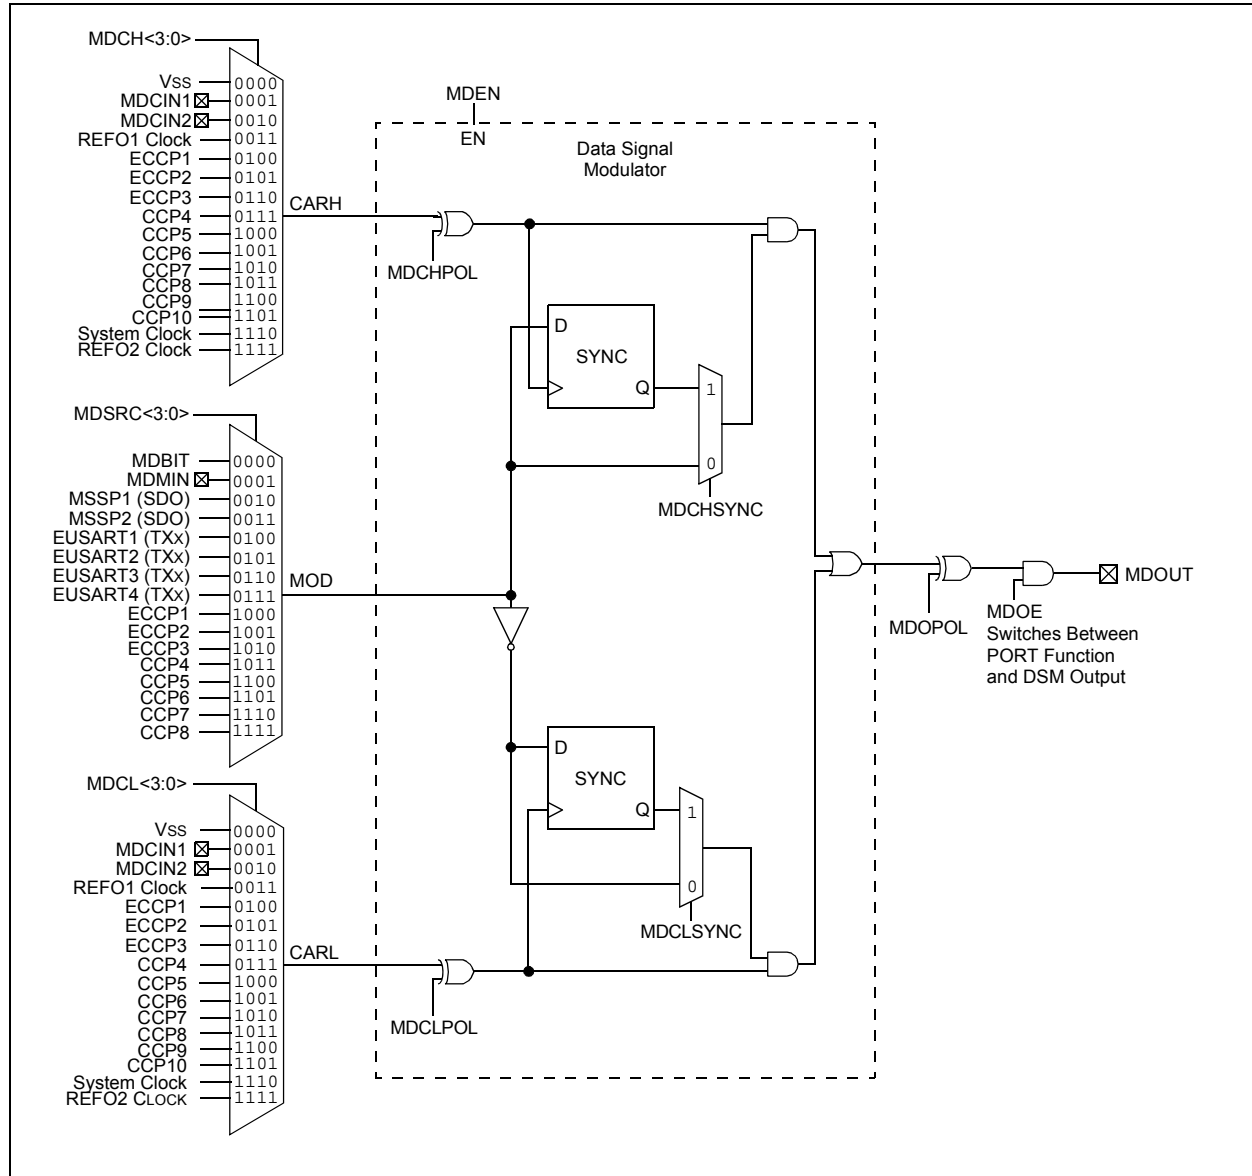 MDCH<3:0>
VSS 0000
MDCIN1 0001
MDCIN2 0010
REFO1 Clock 0011
ECCP1 0100
ECCP2 0101
ECCP3 0110
CCP4 0111
CCP5 1000
CCP6 1001
CCP7 1010
CCP8 1011
CCP9 1100
CCP10 1101
System Clock 1110
REFO2 Clock 1111
CARH
MDSRC<3:0>
MDBIT 0000
MDMIN 0001
MSSP1 (SDO) 0010
MSSP2 (SDO) 0011
EUSART1 (TXx) 0100
EUSART2 (TXx) 0101
EUSART3 (TXx) 0110
EUSART4 (TXx) 0111
ECCP1 1000
ECCP2 1001
ECCP3 1010
CCP4 1011
CCP5 1100
CCP6 1101
CCP7 1110
CCP8 1111
MOD
MDCL<3:0>
VSS 0000
MDCIN1 0001
MDCIN2 0010
REFO1 Clock 0011
ECCP1 0100
ECCP2 0101
ECCP3 0110
CCP4 0111
CCP5 1000
CCP6 1001
CCP7 1010
CCP8 1011
CCP9 1100
CCP10 1101
System Clock 1110
REFO2 CLOCK 1111
CARL
MDEN
EN
Data Signal
Modulator
MDCHPOL
D
SYNC
Q
1
0
MDCHSYNC
D
SYNC
Q
1
0
MDCLSYNC
MDCLPOL
MDOPOL
MDOUT
MDOE
Switches Between
PORT Function
and DSM Output